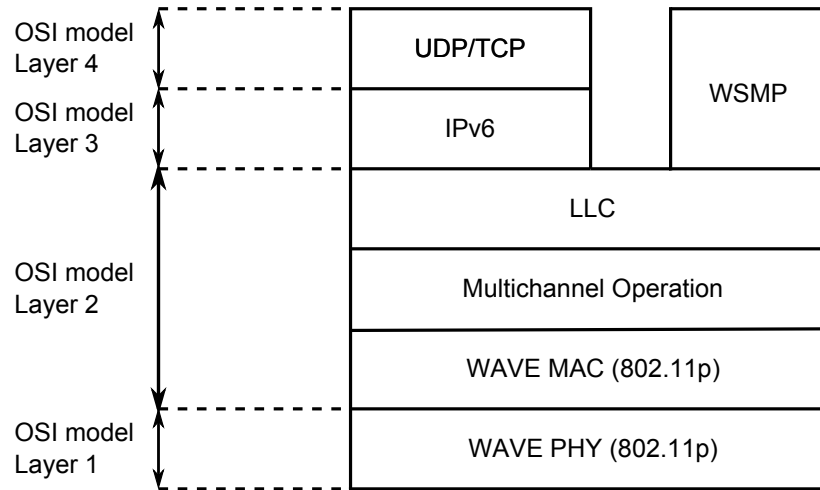 OSI model
Layer 4
UDP/TCP
WSMP
OSI model
Layer 3
IPv6
LLC
OSI model
Layer 2
Multichannel Operation
WAVE MAC (802.11p)
OSI model
Layer 1
WAVE PHY (802.11p)